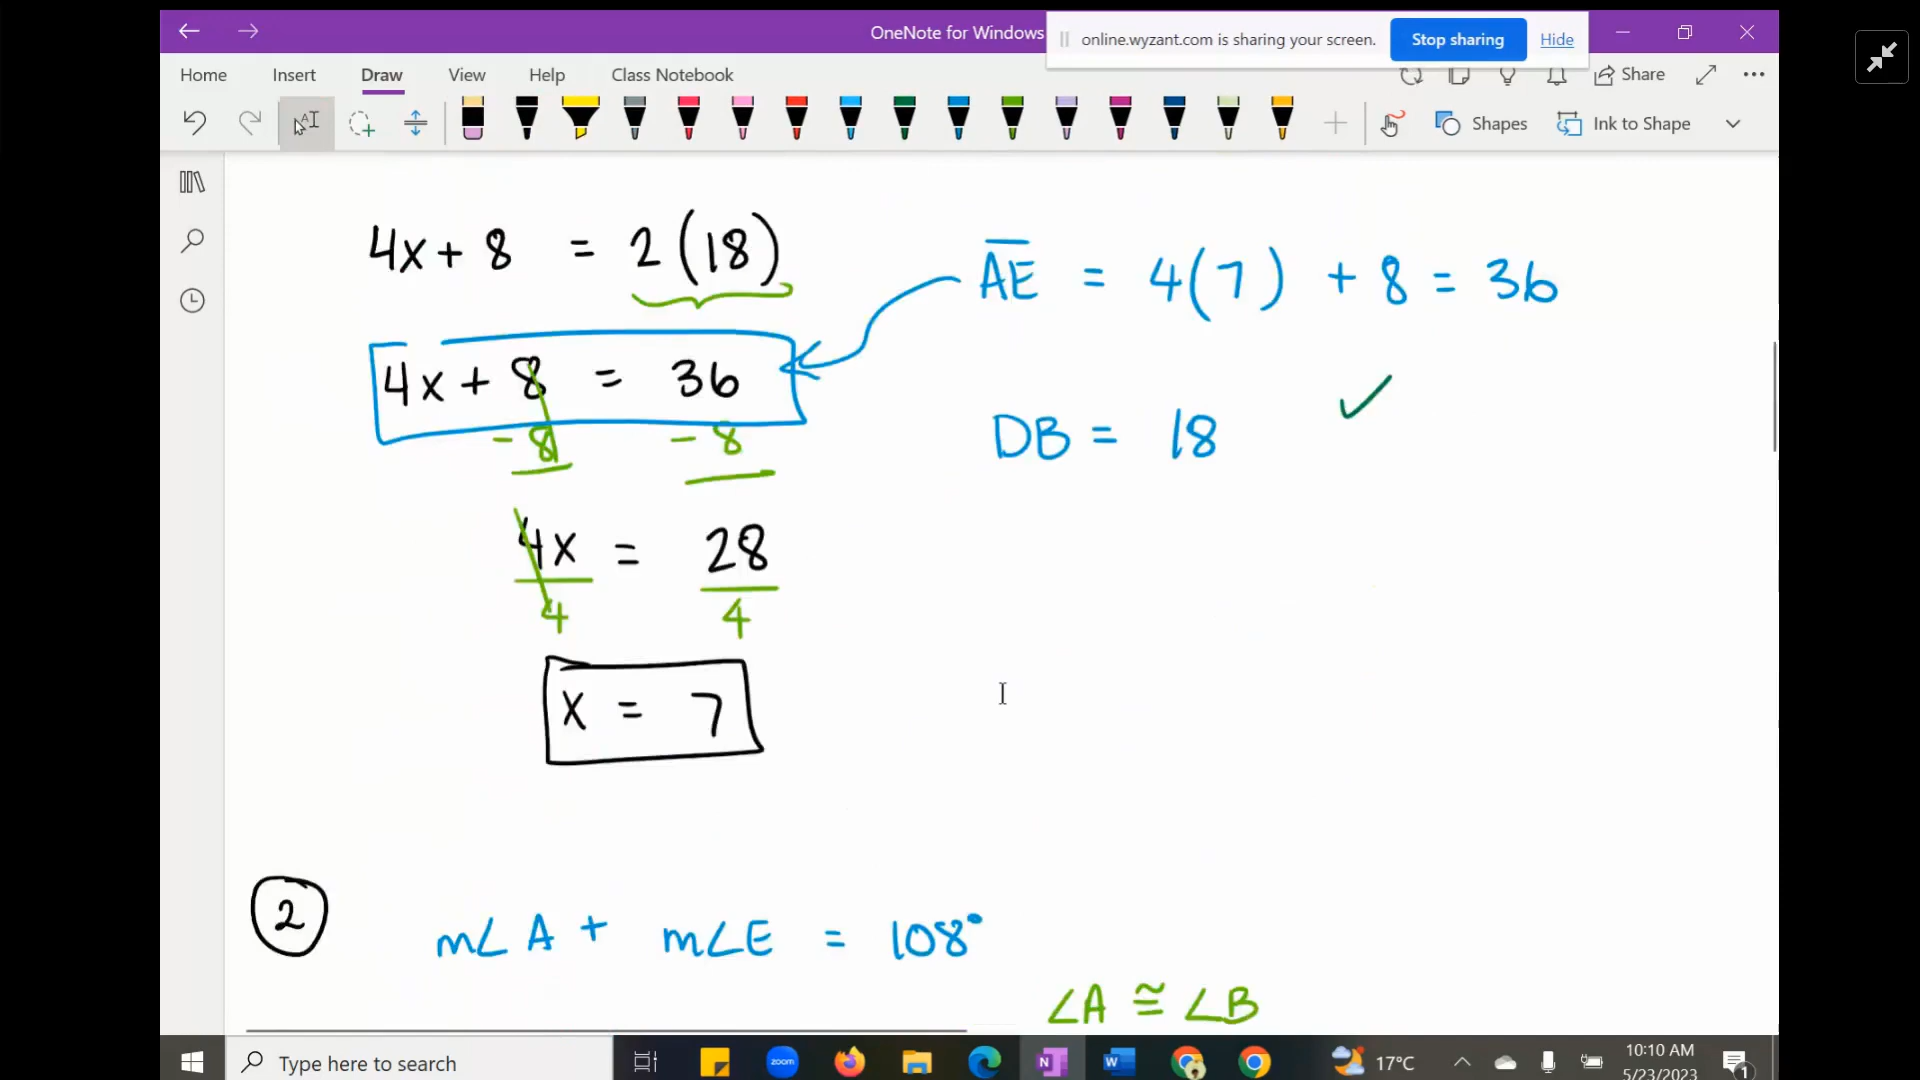 OneNote for Windows
online.wyzant.com is sharing your screen. Stop sharing Hide
Home Insert Draw View Help Class Notebook Share
Shapes Ink to Shape
4x + 8 = 2(18)
AE = 4(7) + 8 = 36
4x + 8 = 36
- 8 - 8
DB = 18 ✓
4x = 28
4 4
x = 7
2 m∠A + m∠E = 108°
∠A ≅ ∠B
Type here to search
zoom
N
W
17°C
10:10 AM
5/23/2023
1